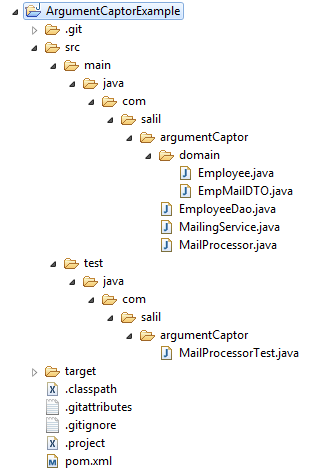 ArgumentCaptorExample
.git
src
main
java
com
salil
argumentCaptor
domain
Employee.java
EmpMailDTO.java
EmployeeDao.java
MailingService.java
MailProcessor.java
test
java
com
salil
argumentCaptor
MailProcessorTest.java
target
.classpath
.gitattributes
.gitignore
.project
pom.xml